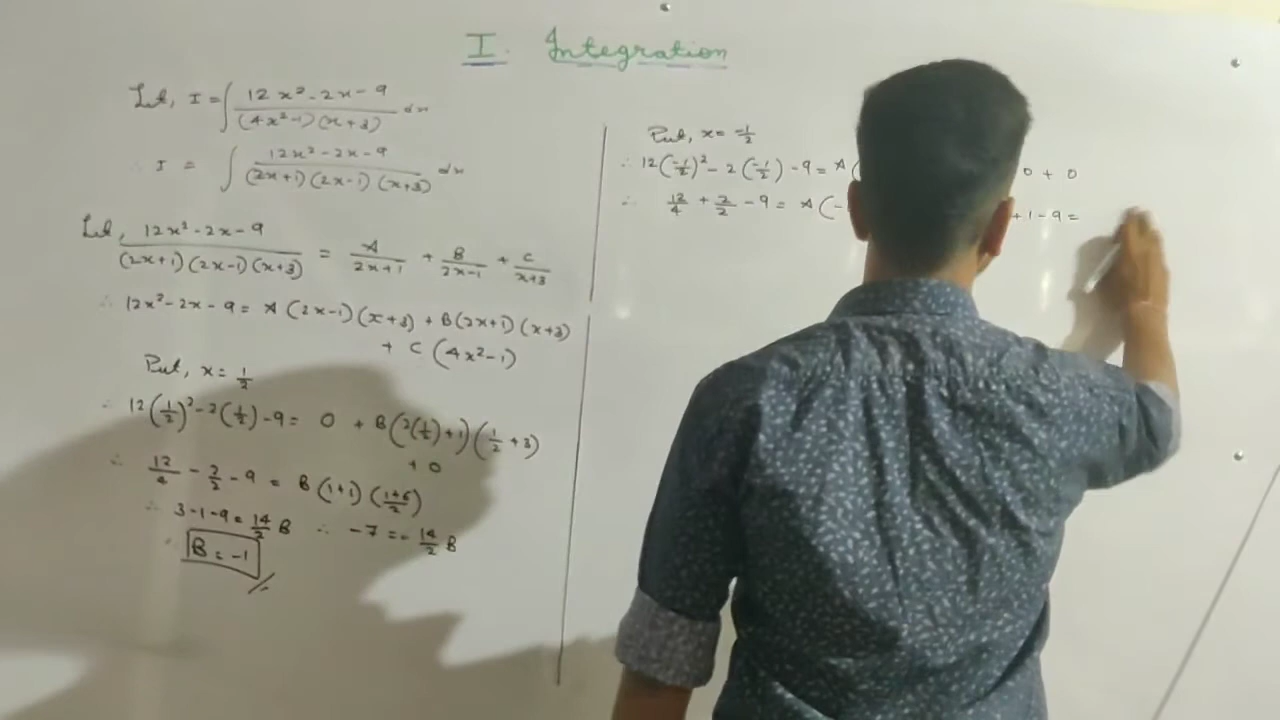 I. Integration
Let, I = ∫ 12x² - 2x - 9 / (4x² - 1)(x + 3) dx
∴ I = ∫ 12x² - 2x - 9 / (2x+1)(2x-1)(x+3) dx
Let, 12x² - 2x - 9 / (2x+1)(2x-1)(x+3) = A / 2x+1 + B / 2x-1 + C / x+3
∴ 12x² - 2x - 9 = A(2x-1)(x+3) + B(2x+1)(x+3)
+ C(4x² - 1)
Put, x = 1/2
∴ 12(1/2)² - 2(1/2) - 9 = 0 + B(2(1/2)+1)(1/2 + 3)
+ 0
∴ 12/4 - 2/2 - 9 = B(1+1)(1+6/2)
∴ 3-1-9 = 14/2 B ∴ -7 = - 14/2 B
B = -1
Put, x = -1/2
∴ 12(-1/2)² - 2(-1/2) - 9 = A( 0 + 0
∴ 12/4 + 2/2 - 9 = A(- +1-9=